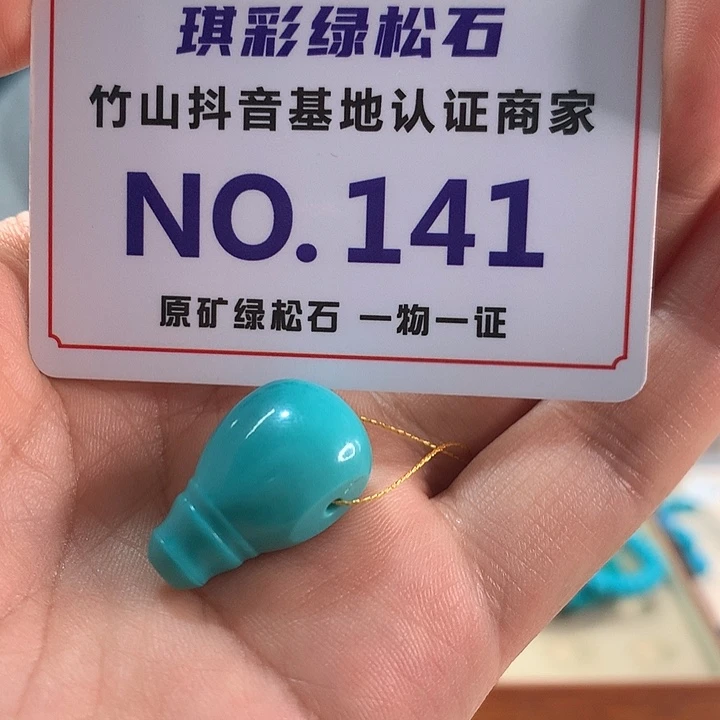 琪彩绿松石
竹山抖音基地认证商家
NO.141
原矿绿松石 一物一证